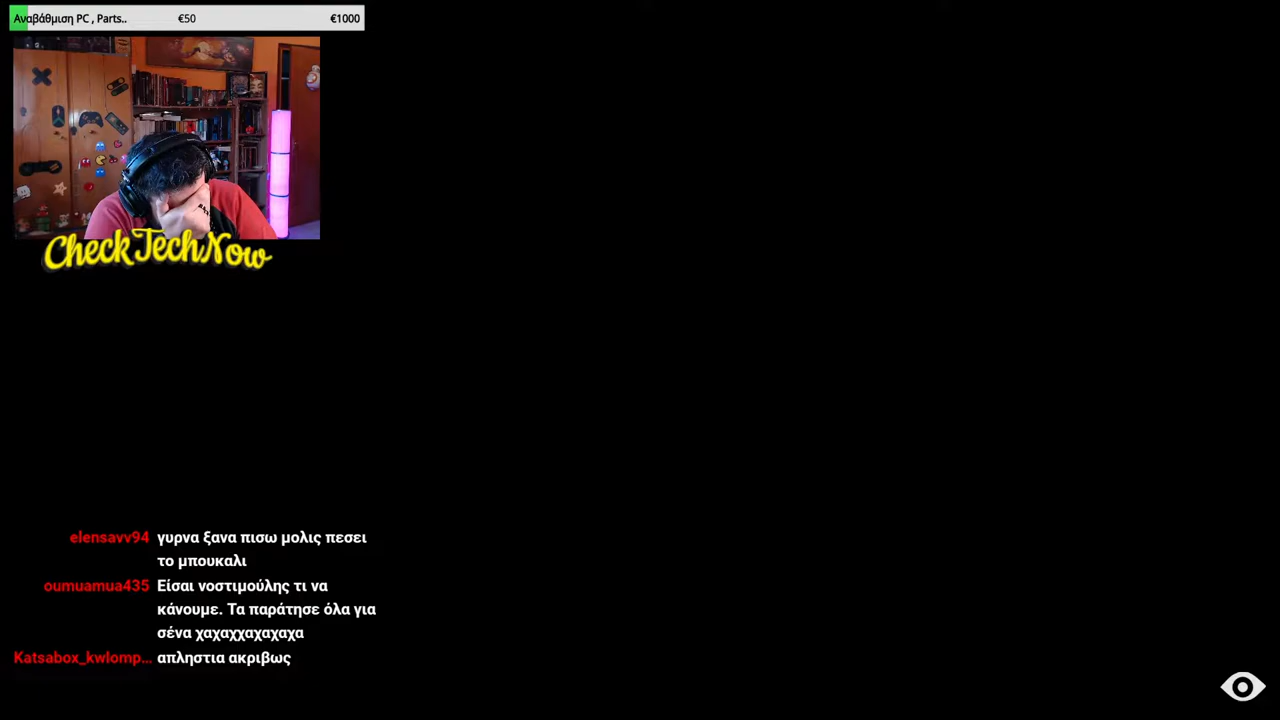 Αναβάθμιση PC , Parts.. €50 €1000
CheckTechNow
elensavv94 γυρνα ξανα πισω μολις πεσει
το μπουκαλι
oumuamua435 Είσαι νοστιμούλης τι να
κάνουμε. Τα παράτησε όλα για
σένα χαχαχχαχαχαχα
Katsabox_kwlomp... απληστια ακριβως